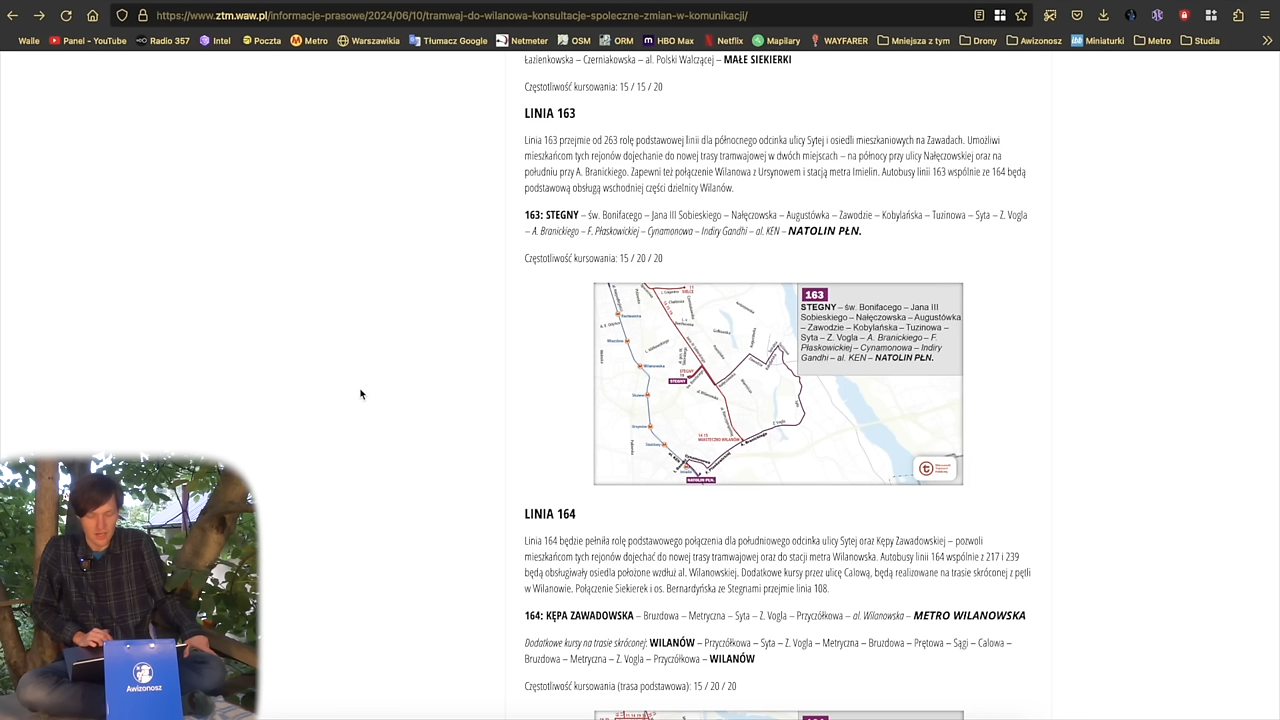 https://www.ztm.waw.pl/informacje-prasowe/2024/06/10/tramwaj-do-wilanowa-konsultacje-spoleczne-zmian-w-komunikacji/
Walle Panel - YouTube Radio 357 Intel Poczta Metro Warszawikia Tłumacz Google Netmeter OSM ORM HBO Max Netflix Mapilary WAYFARER Mniejsza z tym Drony Awizonosz Miniaturki Metro Studia
Łazienkowska – Czerniakowska – al. Polski Walczącej – MAŁE SIEKIERKI
Częstotliwość kursowania: 15 / 15 / 20
LINIA 163
Linia 163 przejmie od 263 rolę podstawowej linii dla północnego odcinka ulicy Sytej i osiedli mieszkaniowych na Zawadach. Umożliwi
mieszkańcom tych rejonów dojechanie do nowej trasy tramwajowej w dwóch miejscach – na północy przy ulicy Nałęczowskiej oraz na
południu przy A. Branickiego. Zapewni też połączenie Wilanowa z Ursynowem i stacją metra Imielin. Autobusy linii 163 wspólnie ze 164 będą
podstawową obsługą wschodniej części dzielnicy Wilanów.
163: STEGNY – św. Bonifacego – Jana III Sobieskiego – Nałęczowska – Augustówka – Zawodzie – Kobylańska – Tuzinowa – Syta – Z. Vogla
– A. Branickiego – F. Płaskowickiej – Cynamonowa – Indiry Gandhi – al. KEN – NATOLIN PŁN.
Częstotliwość kursowania: 15 / 20 / 20
163
STEGNY – św. Bonifacego – Jana III
Sobieskiego – Nałęczowska – Augustówka
– Zawodzie – Kobylańska – Tuzinowa –
Syta – Z. Vogla – A. Branickiego – F.
Płaskowickiej – Cynamonowa – Indiry
Gandhi – al. KEN – NATOLIN PŁN.
STEGNY
MIASTECZKO WILANÓW
NATOLIN PŁN.
LINIA 164
Linia 164 będzie pełniła rolę podstawowego połączenia dla południowego odcinka ulicy Sytej oraz Kępy Zawadowskiej – pozwoli
mieszkańcom tych rejonów dojechać do nowej trasy tramwajowej oraz do stacji metra Wilanowska. Autobusy linii 164 wspólnie z 217 i 239
będą obsługiwały osiedla położone wzdłuż al. Wilanowskiej. Dodatkowe kursy przez ulicę Calową, będą realizowane na trasie skróconej z pętli
w Wilanowie. Połączenie Siekierek i os. Bernardyńska ze Stegnami przejmie linia 108.
164: KĘPA ZAWADOWSKA – Bruzdowa – Metryczna – Syta – Z. Vogla – Przyczółkowa – al. Wilanowska – METRO WILANOWSKA
Dodatkowe kursy na trasie skróconej: WILANÓW – Przyczółkowa – Syta – Z. Vogla – Metryczna – Bruzdowa – Prętowa – Sągi – Calowa –
Bruzdowa – Metryczna – Z. Vogla – Przyczółkowa – WILANÓW
Częstotliwość kursowania (trasa podstawowa): 15 / 20 / 20
Awizonosz